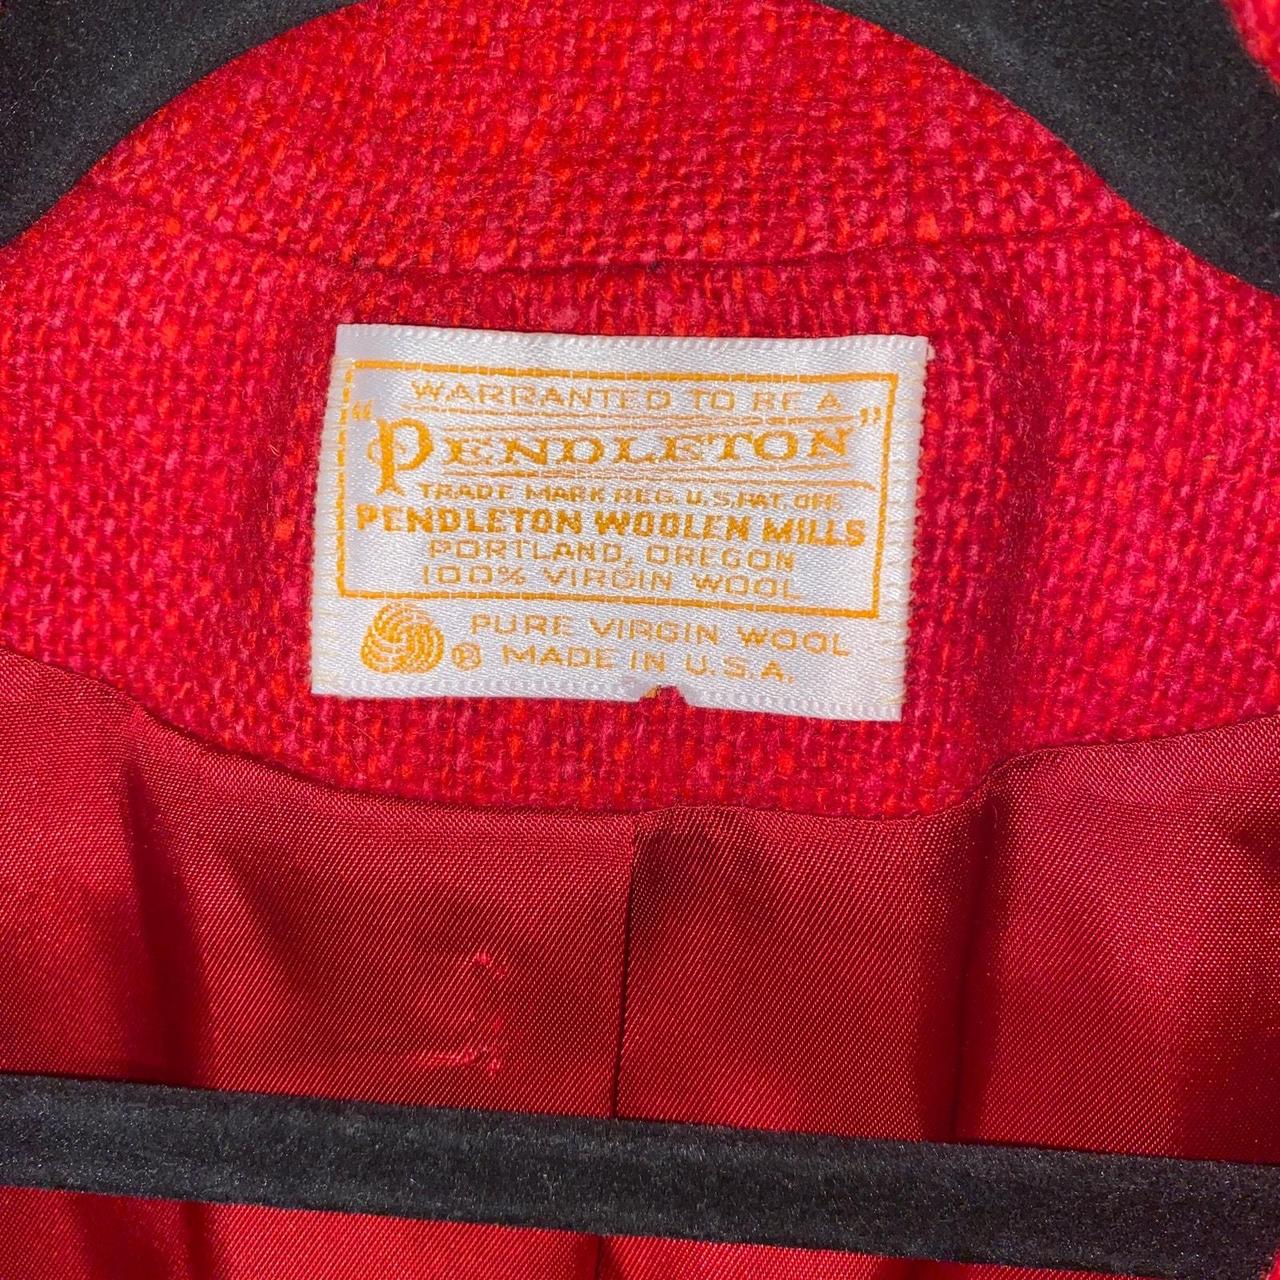 WARRANTED TO BE A
"PENDLETON"
TRADE MARK REG. U.S. PAT. OFF.
PENDLETON WOOLEN MILLS
PORTLAND, OREGON
100% VIRGIN WOOL
PURE VIRGIN WOOL
® MADE IN U.S.A.